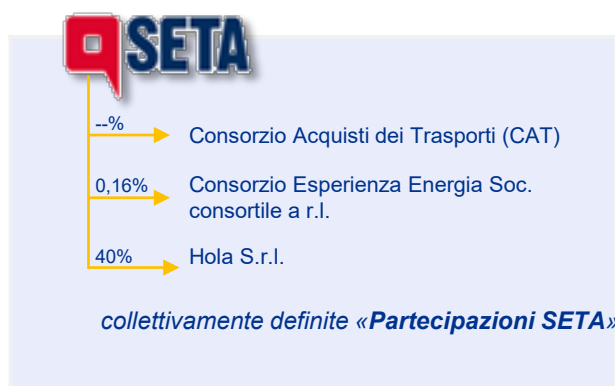 SETA
--%
Consorzio Acquisti dei Trasporti (CAT)
0,16%
Consorzio Esperienza Energia Soc.
consortile a r.l.
40%
Hola S.r.l.
collettivamente definite «Partecipazioni SETA»